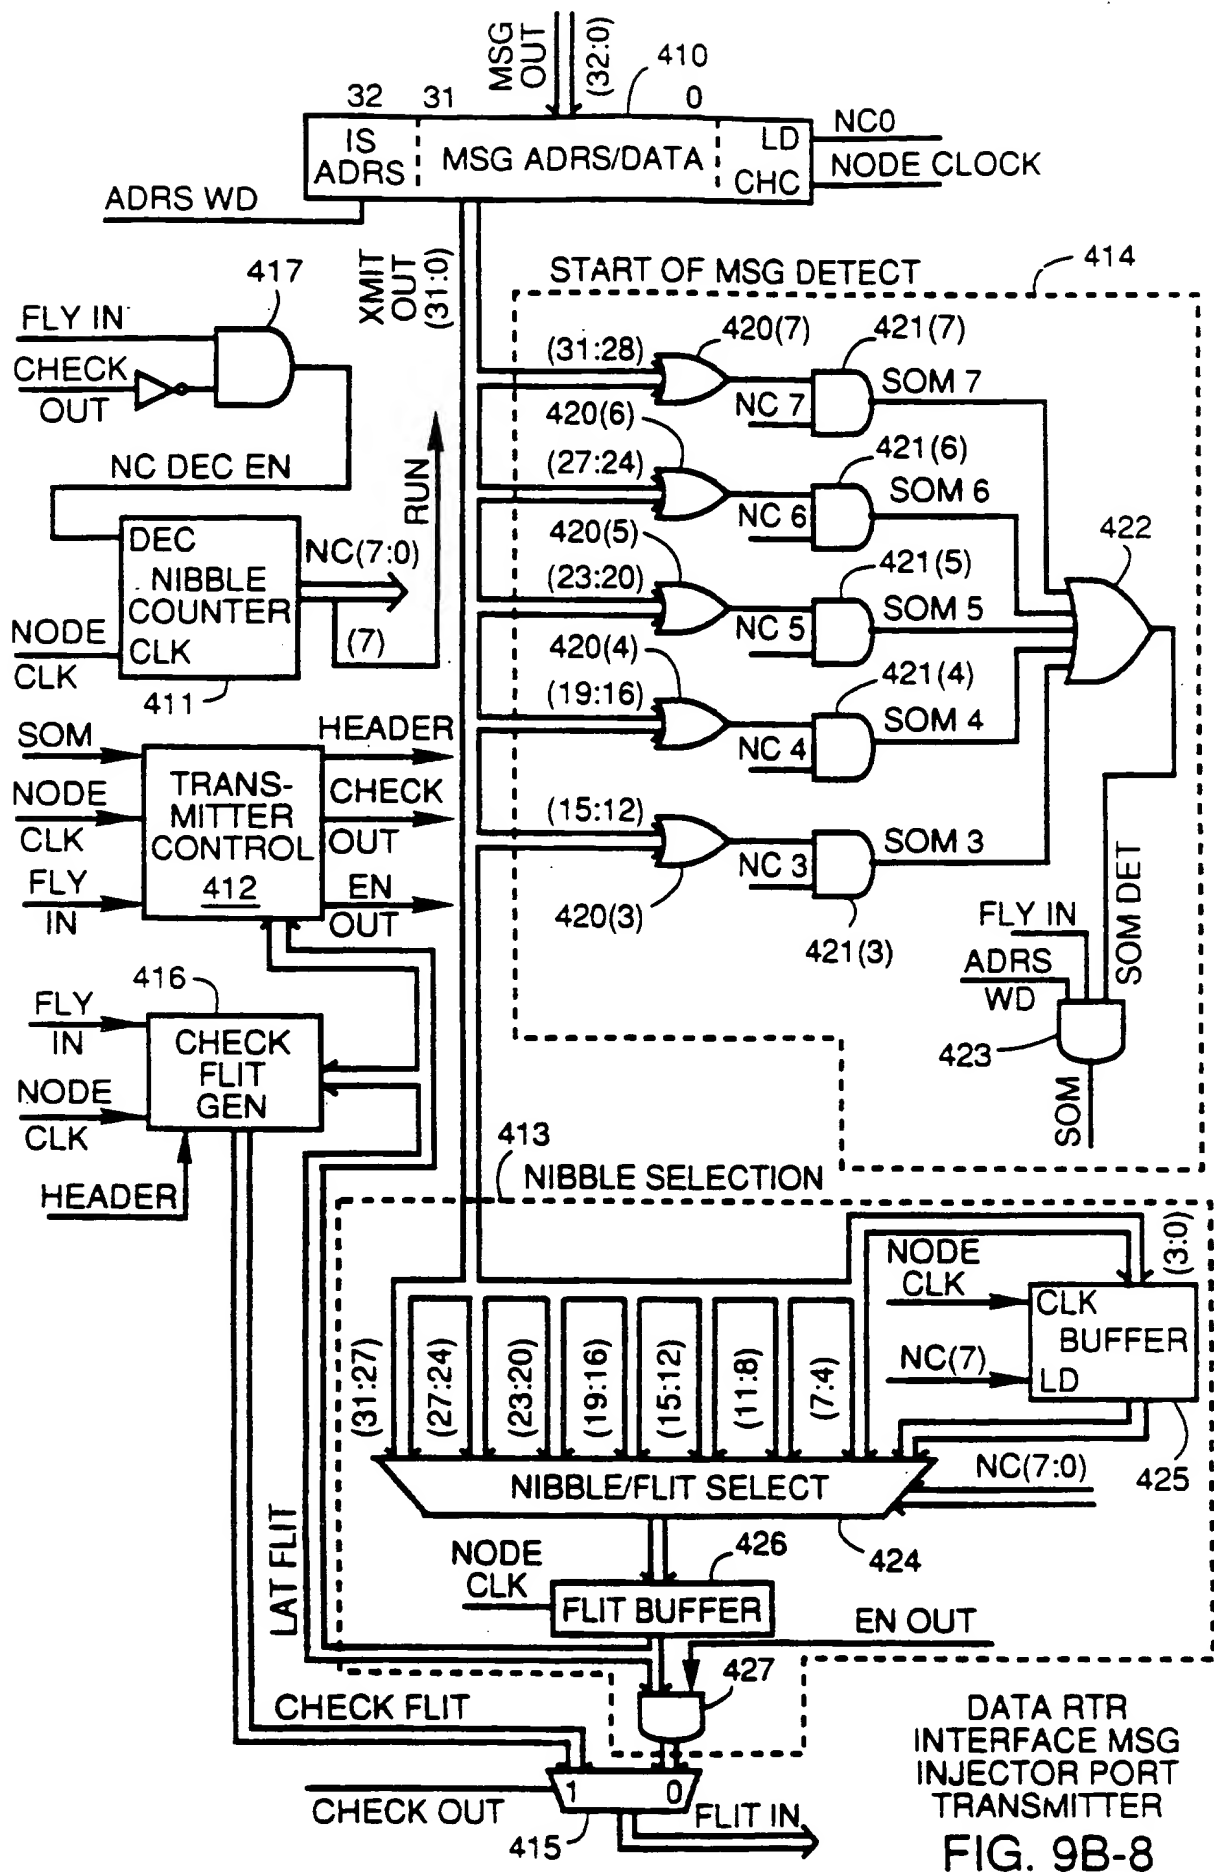 MSG
OUT
(32:0)
410
32
31
0
IS
ADRS
MSG ADRS/DATA
LD
CHC
NC0
NODE CLOCK
ADRS WD
XMIT
OUT
(31:0)
417
FLY IN
CHECK
OUT
NC DEC EN
DEC
NIBBLE
COUNTER
CLK
NODE
CLK
411
NC(7:0)
(7)
RUN
START OF MSG DETECT
414
(31:28)
420(7)
421(7)
NC 7
SOM 7
420(6)
(27:24)
421(6)
NC 6
SOM 6
420(5)
(23:20)
421(5)
NC 5
SOM 5
422
420(4)
(19:16)
421(4)
NC 4
SOM 4
(15:12)
NC 3
SOM 3
420(3)
421(3)
SOM DET
FLY IN
ADRS
WD
423
SOM
SOM
NODE
CLK
FLY
IN
TRANS-
MITTER
CONTROL
412
HEADER
CHECK
OUT
EN
OUT
416
FLY
IN
NODE
CLK
CHECK
FLIT
GEN
HEADER
413
NIBBLE SELECTION
(31:27)
(27:24)
(23:20)
(19:16)
(15:12)
(11:8)
(7:4)
(3:0)
NODE
CLK
NC(7)
CLK
BUFFER
LD
425
NC(7:0)
NIBBLE/FLIT SELECT
424
NODE
CLK
426
FLIT BUFFER
EN OUT
427
LAT FLIT
CHECK FLIT
1
0
CHECK OUT
415
FLIT IN
DATA RTR
INTERFACE MSG
INJECTOR PORT
TRANSMITTER
FIG. 9B-8